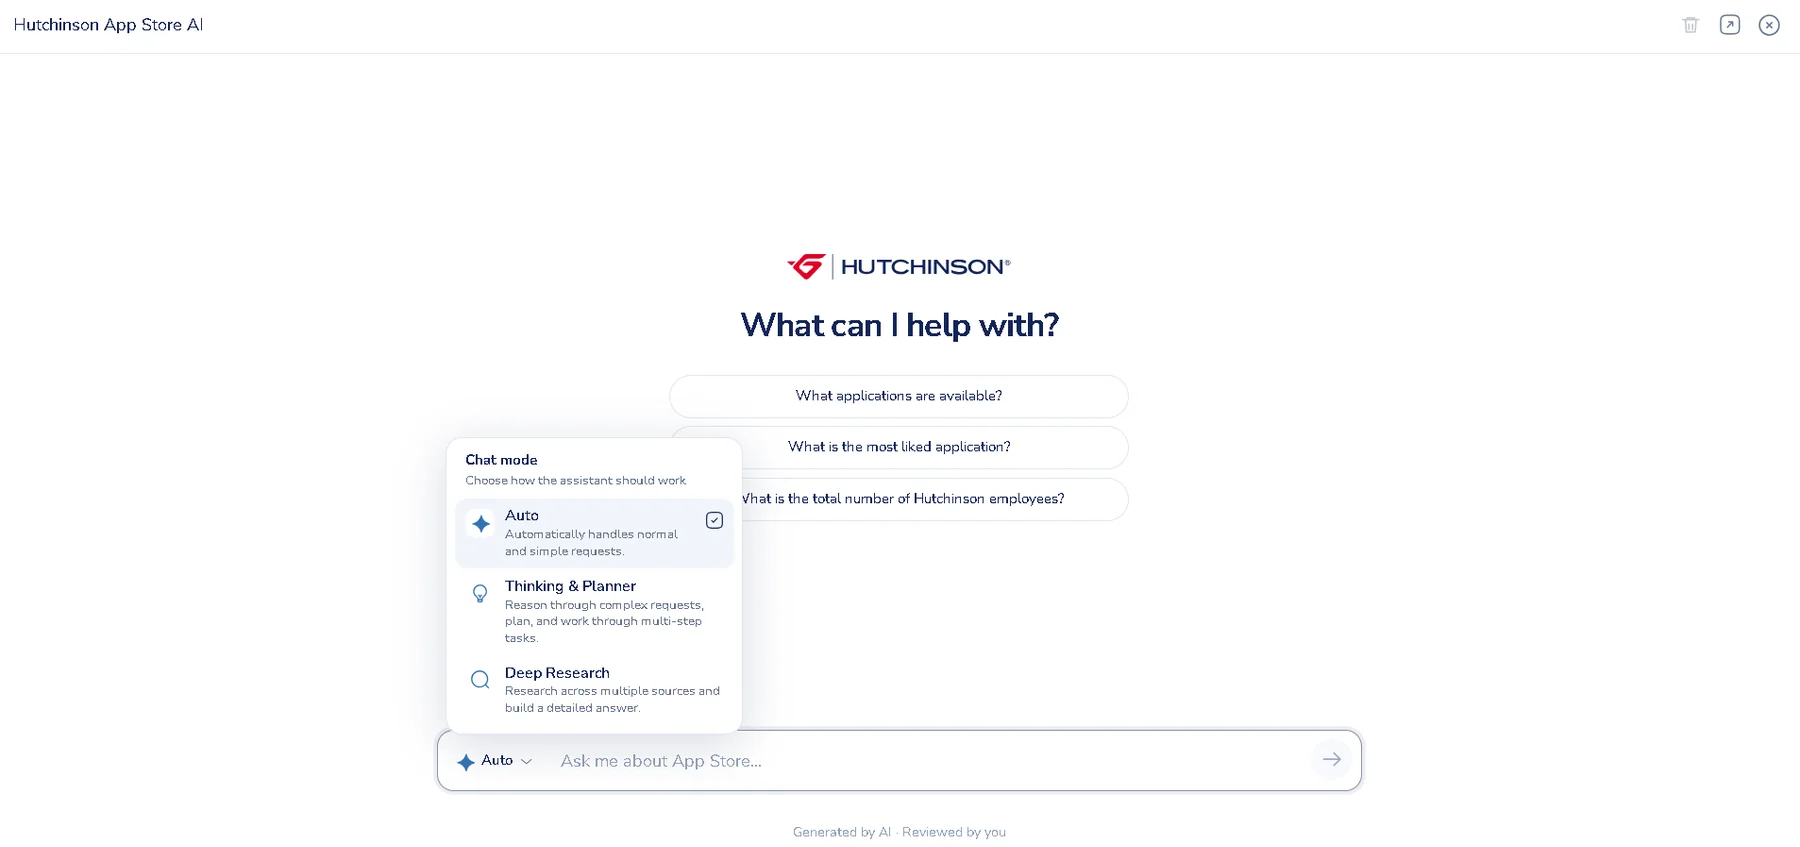 Hutchinson App Store AI
HUTCHINSON®
What can I help with?
What applications are available?
What is the most liked application?
What is the total number of Hutchinson employees?
Chat mode
Choose how the assistant should work
Auto
Automatically handles normal
and simple requests.
Thinking & Planner
Reason through complex requests,
plan, and work through multi-step
tasks.
Deep Research
Research across multiple sources and
build a detailed answer.
Auto
Ask me about App Store...
Generated by AI · Reviewed by you